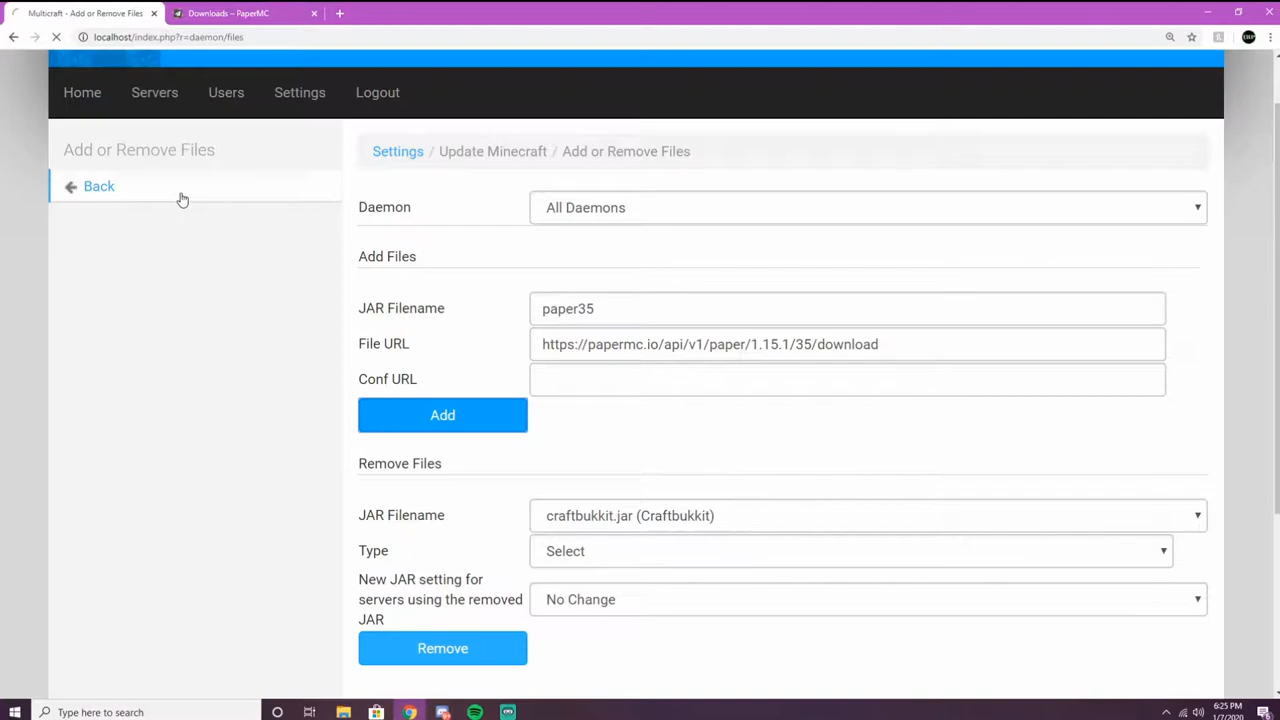 Multicraft - Add or Remove Files
Downloads – PaperMC
localhost/index.php?r=daemon/files
Home Servers Users Settings Logout
Add or Remove Files
Back
Settings / Update Minecraft / Add or Remove Files
Daemon All Daemons
Add Files
JAR Filename paper35
File URL https://papermc.io/api/v1/paper/1.15.1/35/download
Conf URL
Add
Remove Files
JAR Filename craftbukkit.jar (Craftbukkit)
Type Select
New JAR setting for
servers using the removed
JAR
No Change
Remove
Type here to search
6:25 PM
1/7/2020